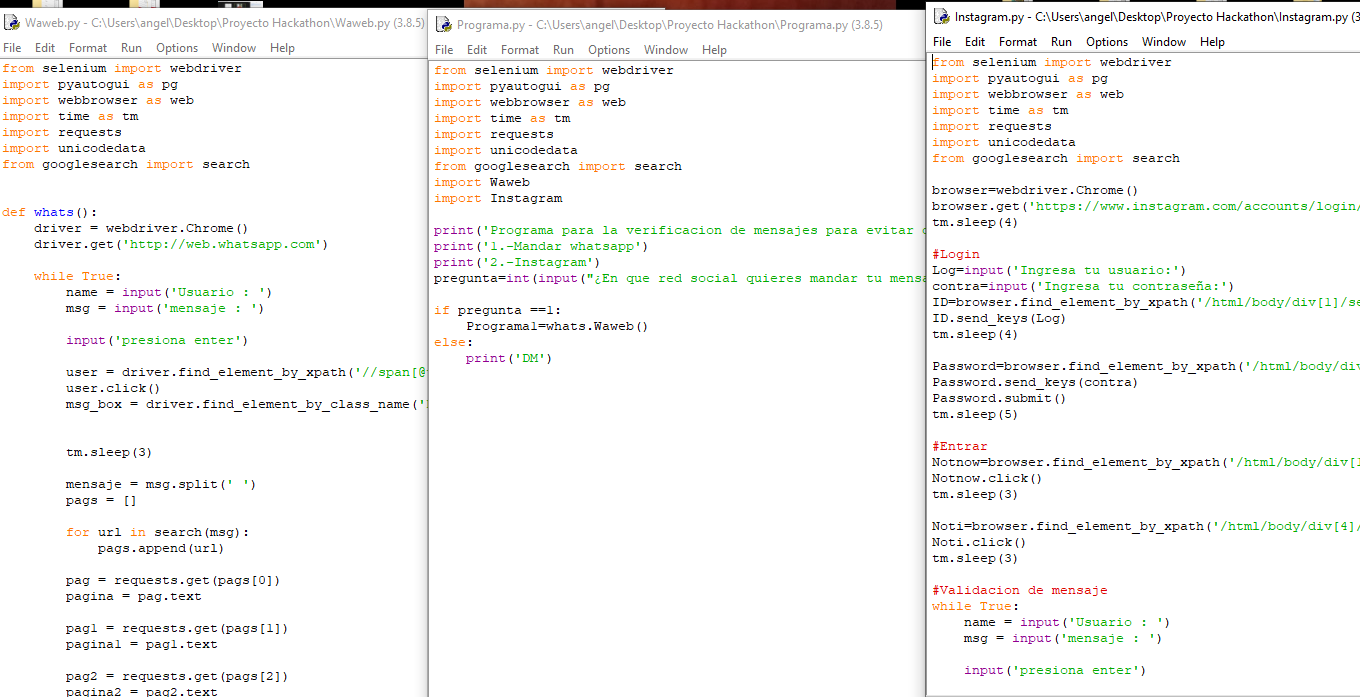 Waweb.py - C:\Users\angel\Desktop\Proyecto Hackathon\Waweb.py (3.8.5)
File Edit Format Run Options Window Help
from selenium import webdriver
import pyautogui as pg
import webbrowser as web
import time as tm
import requests
import unicodedata
from googlesearch import search
def whats():
driver = webdriver.Chrome()
driver.get('http://web.whatsapp.com')
while True:
name = input('Usuario : ')
msg = input('mensaje : ')
input('presiona enter')
user = driver.find_element_by_xpath('//span[@
user.click()
msg_box = driver.find_element_by_class_name('
tm.sleep(3)
mensaje = msg.split(' ')
pags = []
for url in search(msg):
pags.append(url)
pag = requests.get(pags[0])
pagina = pag.text
pag1 = requests.get(pags[1])
pagina1 = pag1.text
pag2 = requests.get(pags[2])
pagina2 = pag2.text
Programa.py - C:\Users\angel\Desktop\Proyecto Hackathon\Programa.py (3.8.5)
File Edit Format Run Options Window Help
from selenium import webdriver
import pyautogui as pg
import webbrowser as web
import time as tm
import requests
import unicodedata
from googlesearch import search
import Waweb
import Instagram
print('Programa para la verificacion de mensajes para evitar
print('1.-Mandar whatsapp')
print('2.-Instagram')
pregunta=int(input("¿En que red social quieres mandar tu mensa
if pregunta ==1:
Programa1=whats.Waweb()
else:
print('DM')
Instagram.py - C:\Users\angel\Desktop\Proyecto Hackathon\Instagram.py (3
File Edit Format Run Options Window Help
from selenium import webdriver
import pyautogui as pg
import webbrowser as web
import time as tm
import requests
import unicodedata
from googlesearch import search
browser=webdriver.Chrome()
browser.get('https://www.instagram.com/accounts/login/
tm.sleep(4)
#Login
Log=input('Ingresa tu usuario:')
contra=input('Ingresa tu contraseña:')
ID=browser.find_element_by_xpath('/html/body/div[1]/se
ID.send_keys(Log)
tm.sleep(4)
Password=browser.find_element_by_xpath('/html/body/div
Password.send_keys(contra)
Password.submit()
tm.sleep(5)
#Entrar
Notnow=browser.find_element_by_xpath('/html/body/div[1
Notnow.click()
tm.sleep(3)
Noti=browser.find_element_by_xpath('/html/body/div[4]/
Noti.click()
tm.sleep(3)
#Validacion de mensaje
while True:
name = input('Usuario : ')
msg = input('mensaje : ')
input('presiona enter')